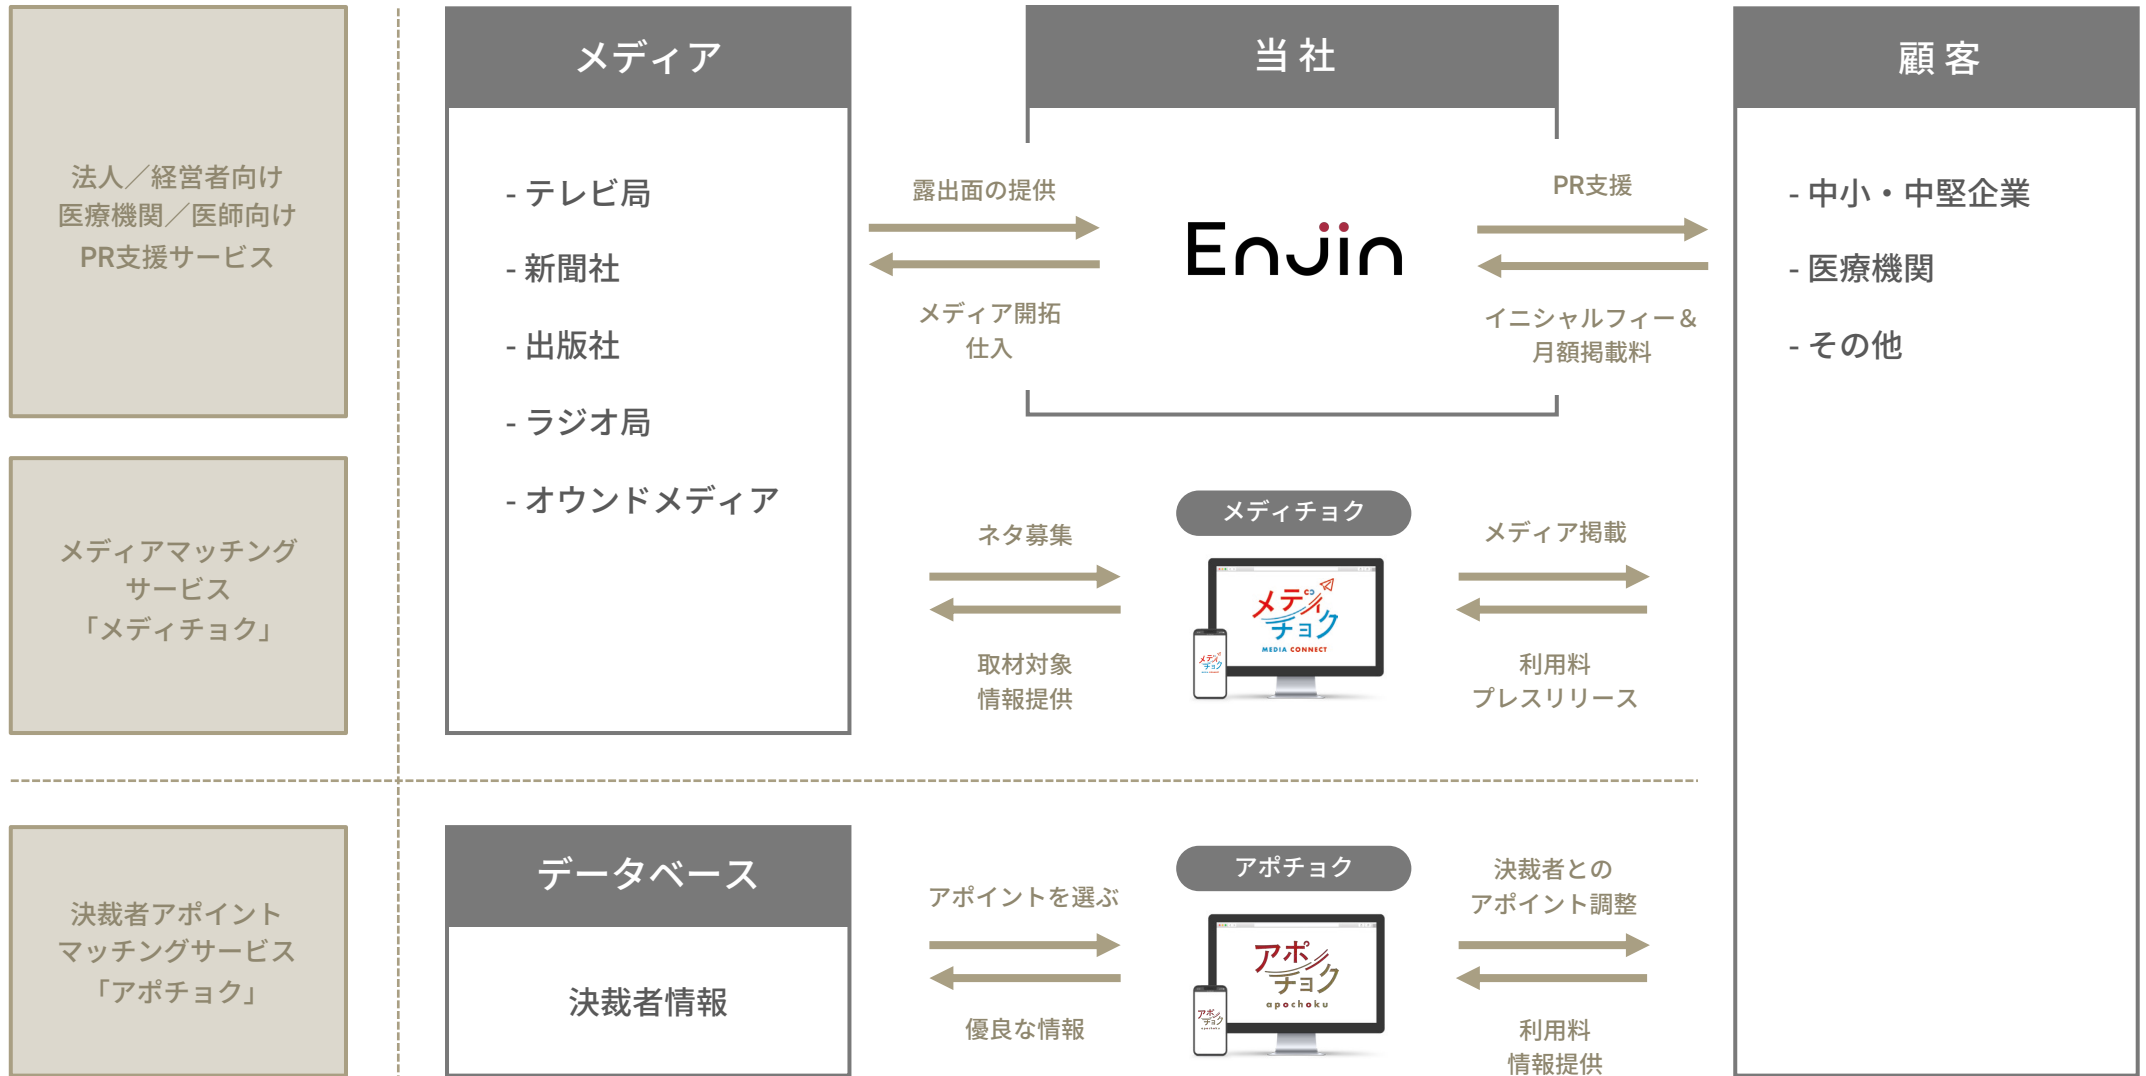 法人／経営者向け
医療機関／医師向け
PR支援サービス
メディア
- テレビ局
- 新聞社
- 出版社
- ラジオ局
- オウンドメディア
当社
露出面の提供
メディア開拓
仕入
Enjin
PR支援
イニシャルフィー＆
月額掲載料
顧客
- 中小・中堅企業
- 医療機関
- その他
メディアマッチング
サービス
「メディチョク」
ネタ募集
取材対象
情報提供
メディチョク
メディ
チョク
MEDIA CONNECT
メディ
チョク
メディア掲載
利用料
プレスリリース
決裁者アポイント
マッチングサービス
「アポチョク」
データベース
決裁者情報
アポイントを選ぶ
優良な情報
アポチョク
アポ
チョク
apochoku
アポ
チョク
決裁者との
アポイント調整
利用料
情報提供